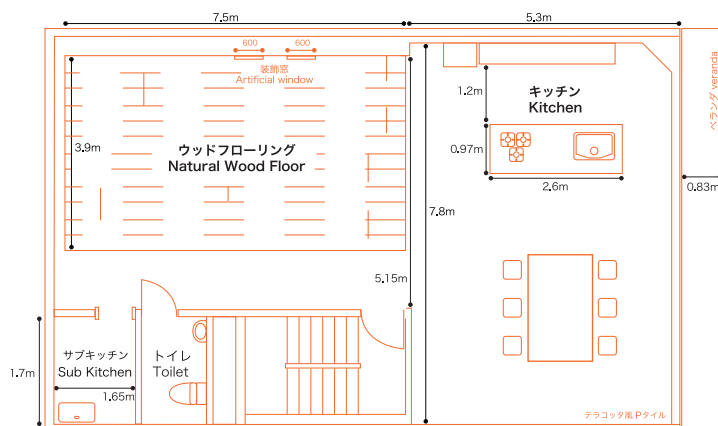 7.5m
5.3m
600
600
装飾窓
Artificial window
ベランダ veranda
キッチン
Kitchen
1.2m
ウッドフローリング
Natural Wood Floor
3.9m
0.97m
2.6m
0.83m
7.8m
5.15m
サブキッチン
Sub Kitchen
トイレ
Toilet
1.7m
1.65m
テラコッタ風 Pタイル